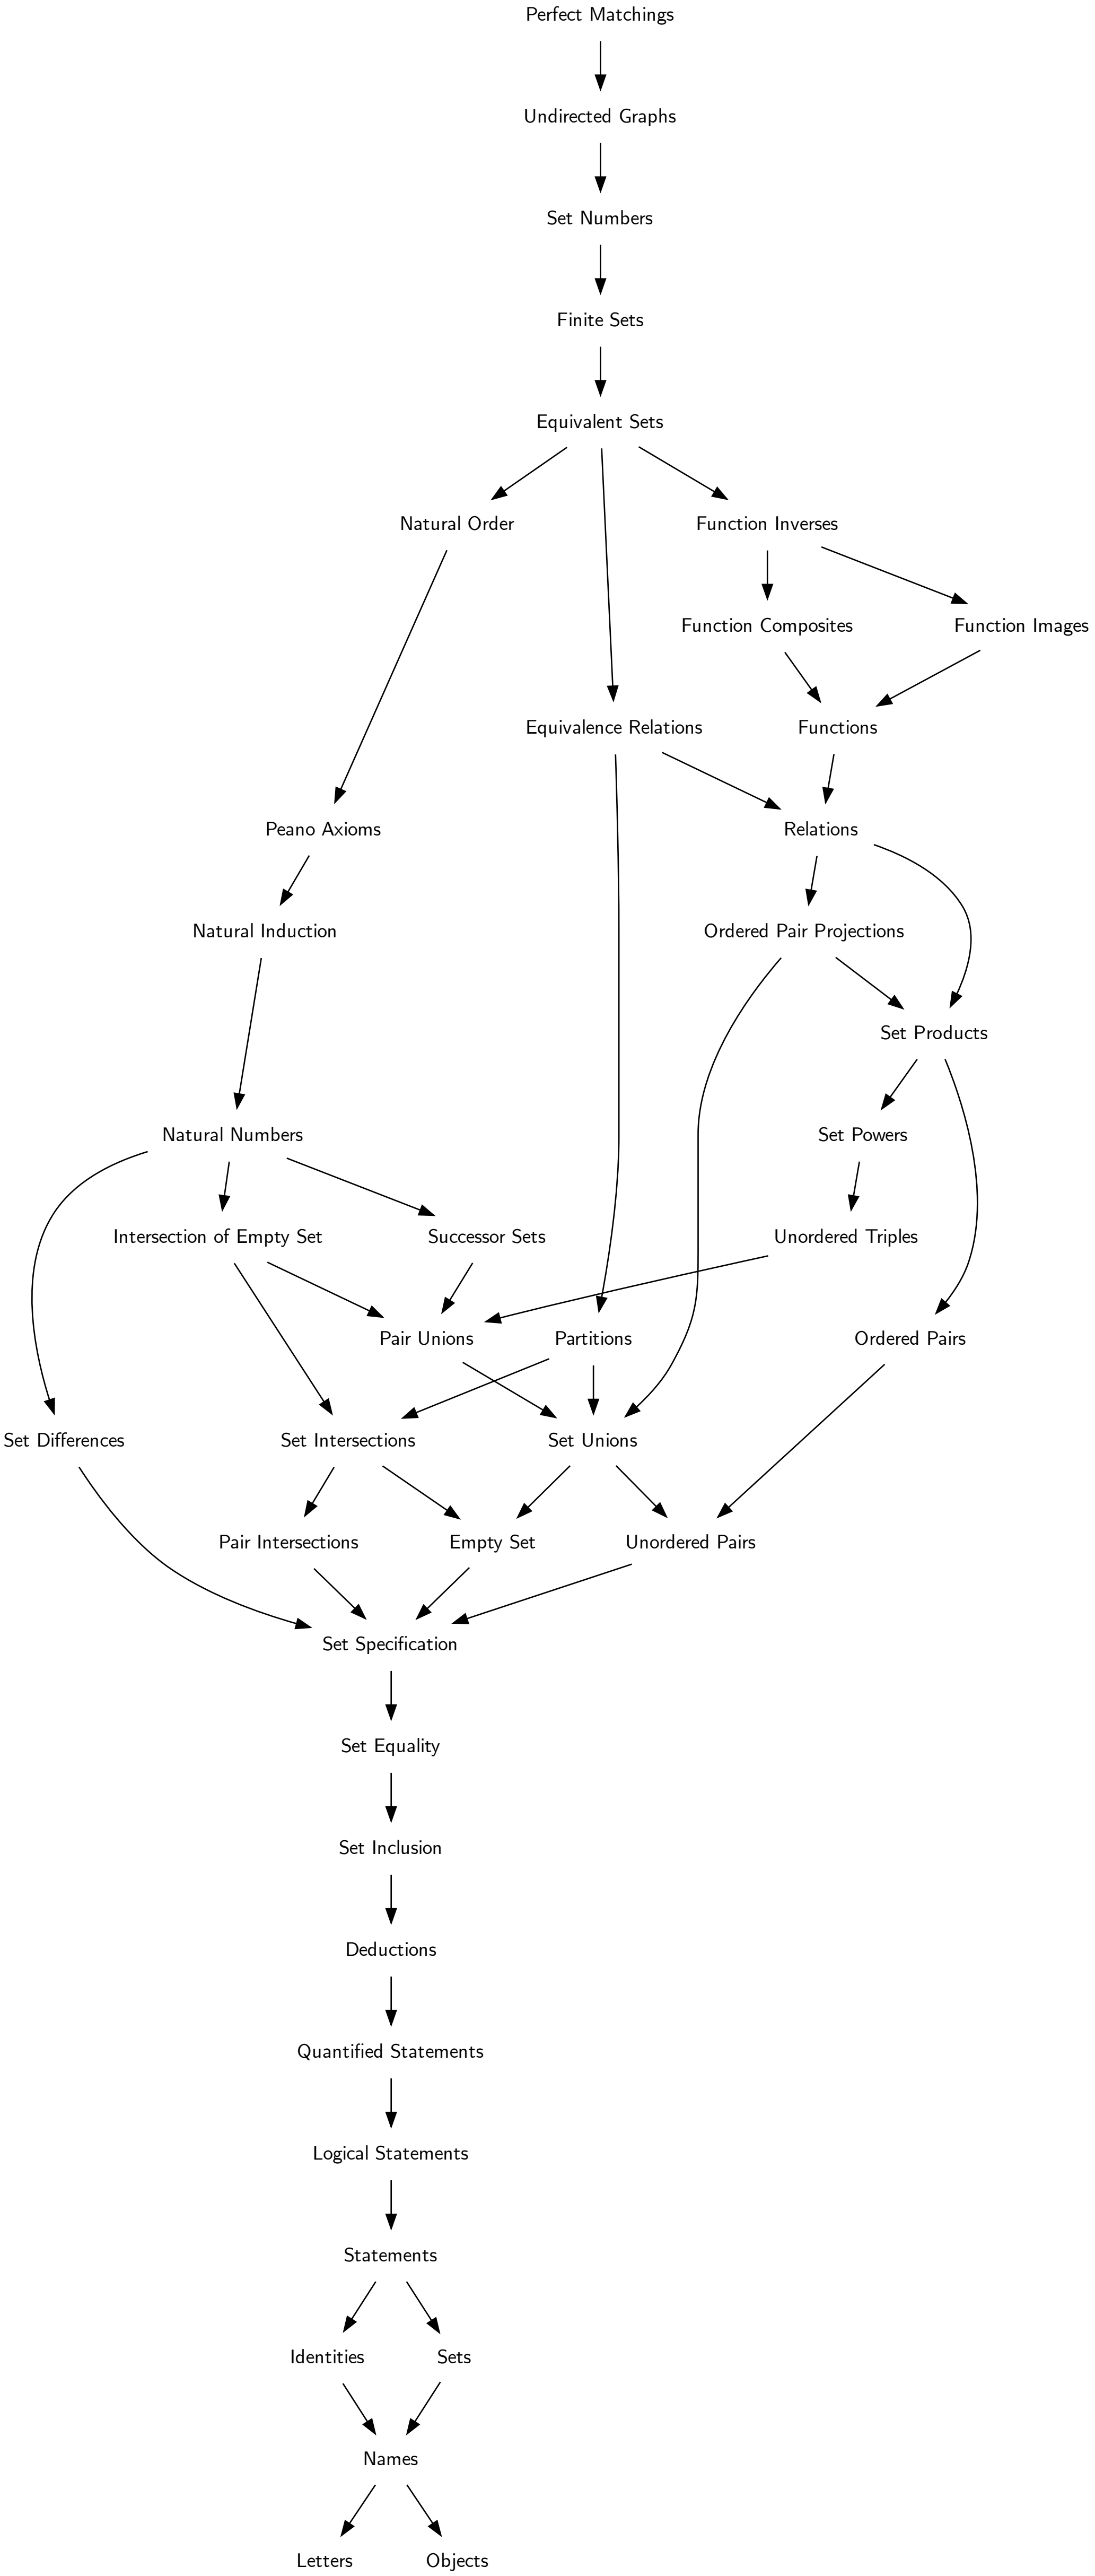 Perfect Matchings
Undirected Graphs
Set Numbers
Finite Sets
Equivalent Sets
Natural Order
Function Inverses
Function Composites
Function Images
Equivalence Relations
Functions
Peano Axioms
Relations
Natural Induction
Ordered Pair Projections
Set Products
Natural Numbers
Set Powers
Intersection of Empty Set
Successor Sets
Unordered Triples
Pair Unions
Partitions
Ordered Pairs
Set Differences
Set Intersections
Set Unions
Pair Intersections
Empty Set
Unordered Pairs
Set Specification
Set Equality
Set Inclusion
Deductions
Quantified Statements
Logical Statements
Statements
Identities
Sets
Names
Letters
Objects